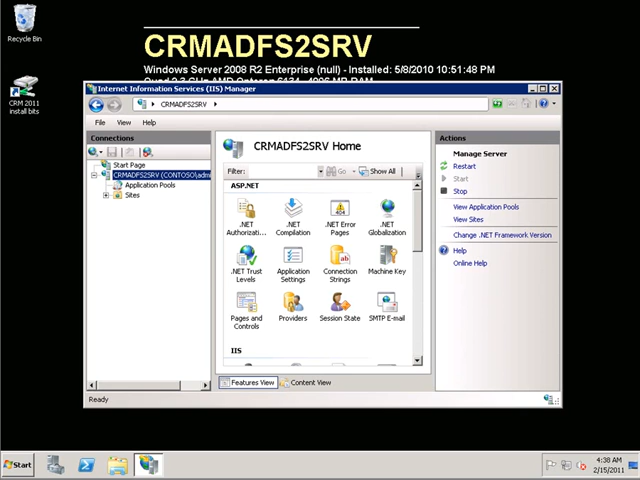 Recycle Bin
CRM 2011
install bits
CRMADFS2SRV
Windows Server 2008 R2 Enterprise (null) - Installed: 5/8/2010 10:51:48 PM
Internet Information Services (IIS) Manager
CRMADFS2SRV
File View Help
Connections
Start Page
CRMADFS2SRV (CONTOSO\admi
Application Pools
Sites
CRMADFS2SRV Home
Filter: Go Show All
ASP.NET
.NET Authorizati...
.NET Compilation
.NET Error Pages
.NET Globalization
.NET Trust Levels
Application Settings
Connection Strings
Machine Key
Pages and Controls
Providers
Session State
SMTP E-mail
IIS
Features View Content View
Actions
Manage Server
Restart
Start
Stop
View Application Pools
View Sites
Change .NET Framework Version
Help
Online Help
Ready
Start
4:38 AM
2/15/2011